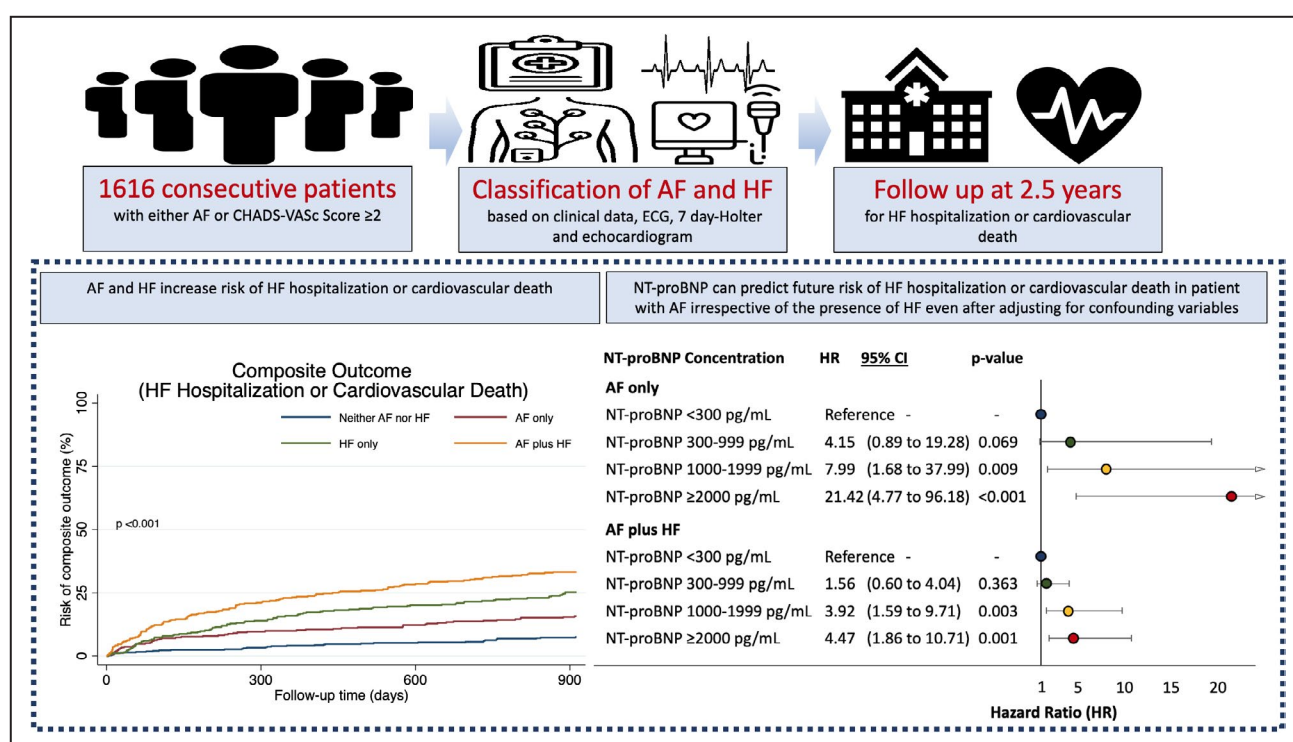 1616 consecutive patients
with either AF or CHADS-VASc Score ≥2
Classification of AF and HF
based on clinical data, ECG, 7 day-Holter
and echocardiogram
Follow up at 2.5 years
for HF hospitalization or cardiovascular
death
AF and HF increase risk of HF hospitalization or cardiovascular death
NT-proBNP can predict future risk of HF hospitalization or cardiovascular death in patient
with AF irrespective of the presence of HF even after adjusting for confounding variables
Composite Outcome
(HF Hospitalization or Cardiovascular Death)
Neither AF nor HF AF only
HF only AF plus HF
p <0.001
Risk of composite outcome (%)
100
75
50
25
0
0 300 600 900
Follow-up time (days)
NT-proBNP Concentration HR 95% CI p-value
AF only
NT-proBNP <300 pg/mL Reference - -
NT-proBNP 300-999 pg/mL 4.15 (0.89 to 19.28) 0.069
NT-proBNP 1000-1999 pg/mL 7.99 (1.68 to 37.99) 0.009
NT-proBNP ≥2000 pg/mL 21.42 (4.77 to 96.18) <0.001
AF plus HF
NT-proBNP <300 pg/mL Reference - -
NT-proBNP 300-999 pg/mL 1.56 (0.60 to 4.04) 0.363
NT-proBNP 1000-1999 pg/mL 3.92 (1.59 to 9.71) 0.003
NT-proBNP ≥2000 pg/mL 4.47 (1.86 to 10.71) 0.001
1 5 10 15 20
Hazard Ratio (HR)